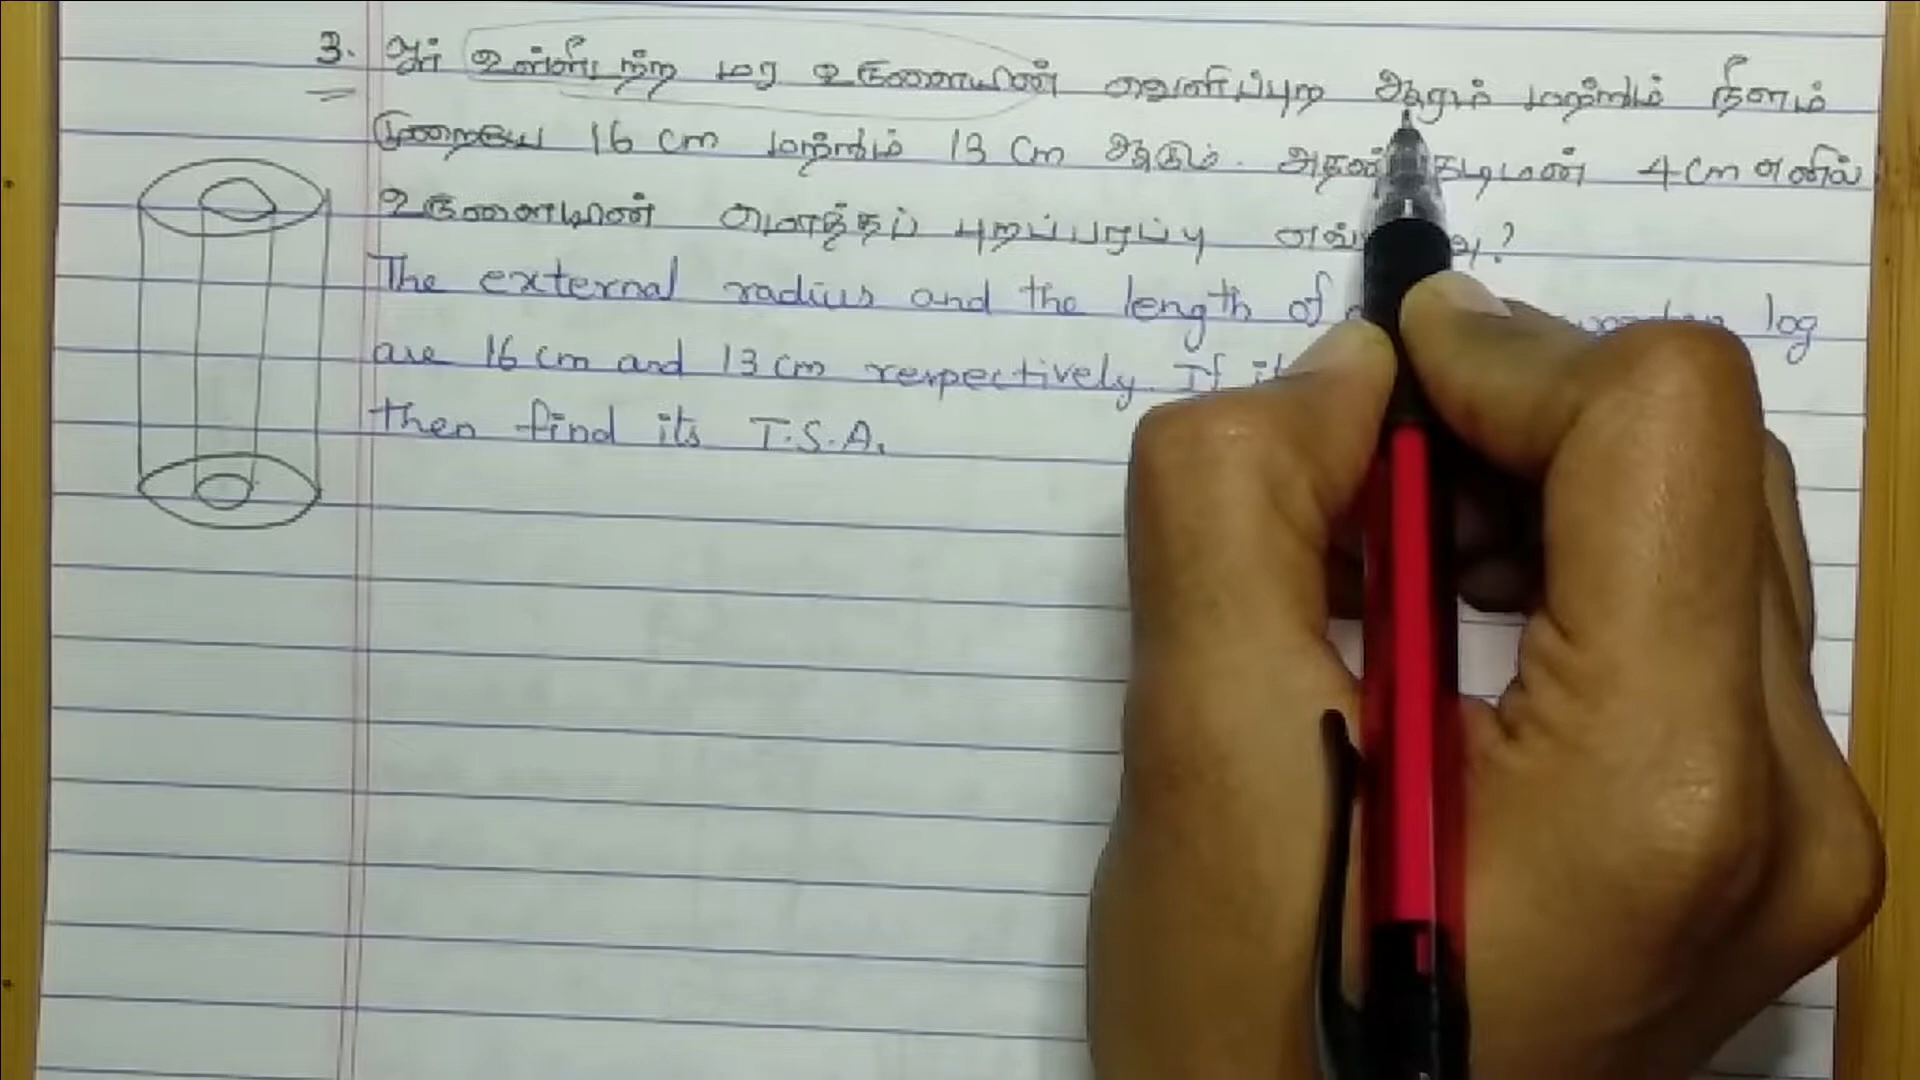 3. ஓர் உள்ளீடற்ற மர உருளையின் வெளிப்புற ஆரம் மற்றும் நீளம்
முறையே 16 cm மற்றும் 13 cm ஆகும். அதன் தடிமன் 4 cm எனில்
உருளையின் மொத்தப் புறப்பரப்பு ?
The external radius and the length of log
are 16 cm and 13 cm respectively. If
then find its T.S.A.